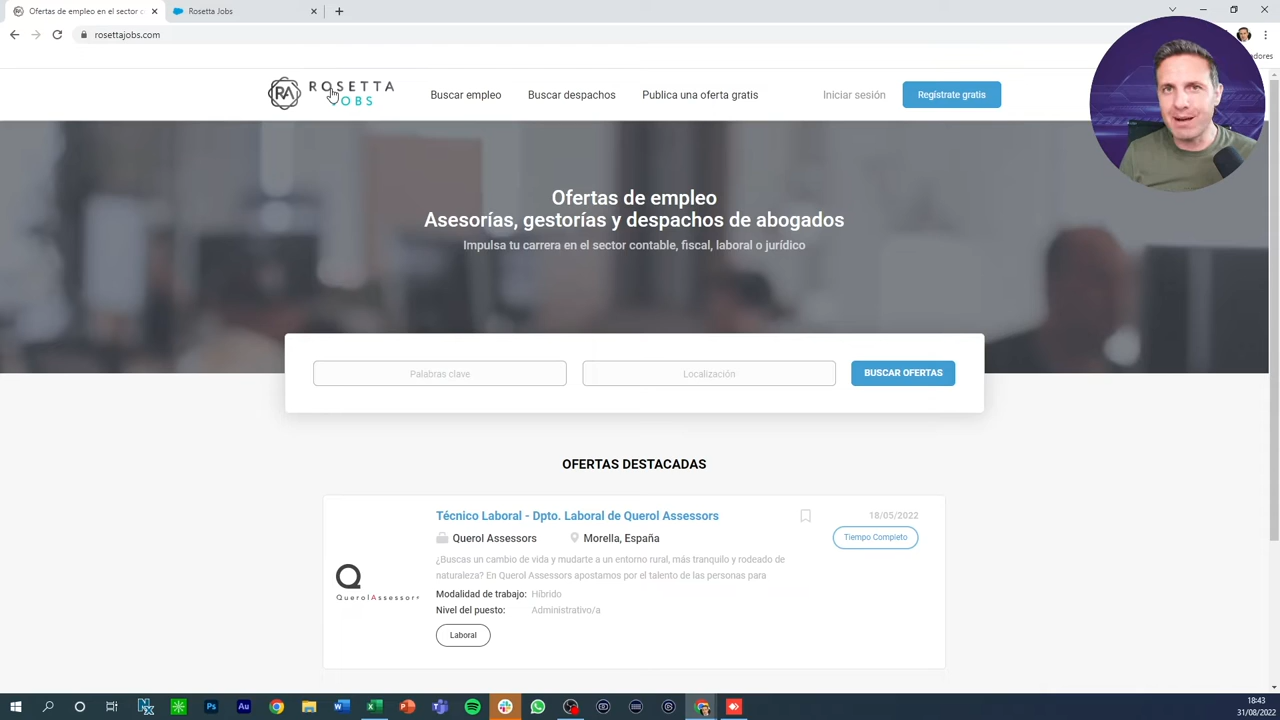 Ofertas de empleo en el sector c
Rosetta Jobs
rosettajobs.com
adores
RA
ROSETTA
JOBS
Buscar empleo
Buscar despachos
Publica una oferta gratis
Iniciar sesión
Regístrate gratis
Ofertas de empleo
Asesorías, gestorías y despachos de abogados
Impulsa tu carrera en el sector contable, fiscal, laboral o jurídico
Palabras clave
Localización
BUSCAR OFERTAS
OFERTAS DESTACADAS
Técnico Laboral - Dpto. Laboral de Querol Assessors
18/05/2022
Querol Assessors
Morella, España
Tiempo Completo
¿Buscas un cambio de vida y mudarte a un entorno rural, más tranquilo y rodeado de
naturaleza? En Querol Assessors apostamos por el talento de las personas para
Q
QuerolAssessors
Modalidad de trabajo: Híbrido
Nivel del puesto: Administrativo/a
Laboral
18:43
31/08/2022